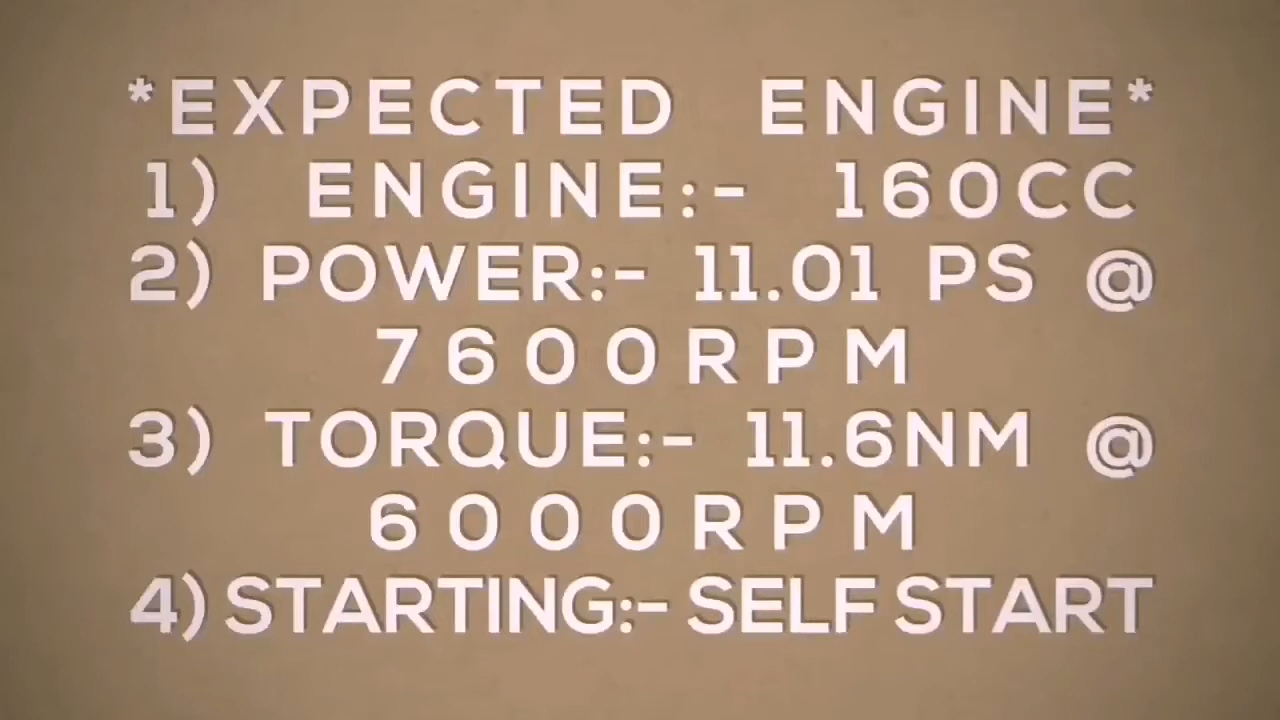 *EXPECTED ENGINE*
1) ENGINE:- 160CC
2) POWER:- 11.01 PS @
7600RPM
3) TORQUE:- 11.6NM @
6000RPM
4) STARTING:- SELF START